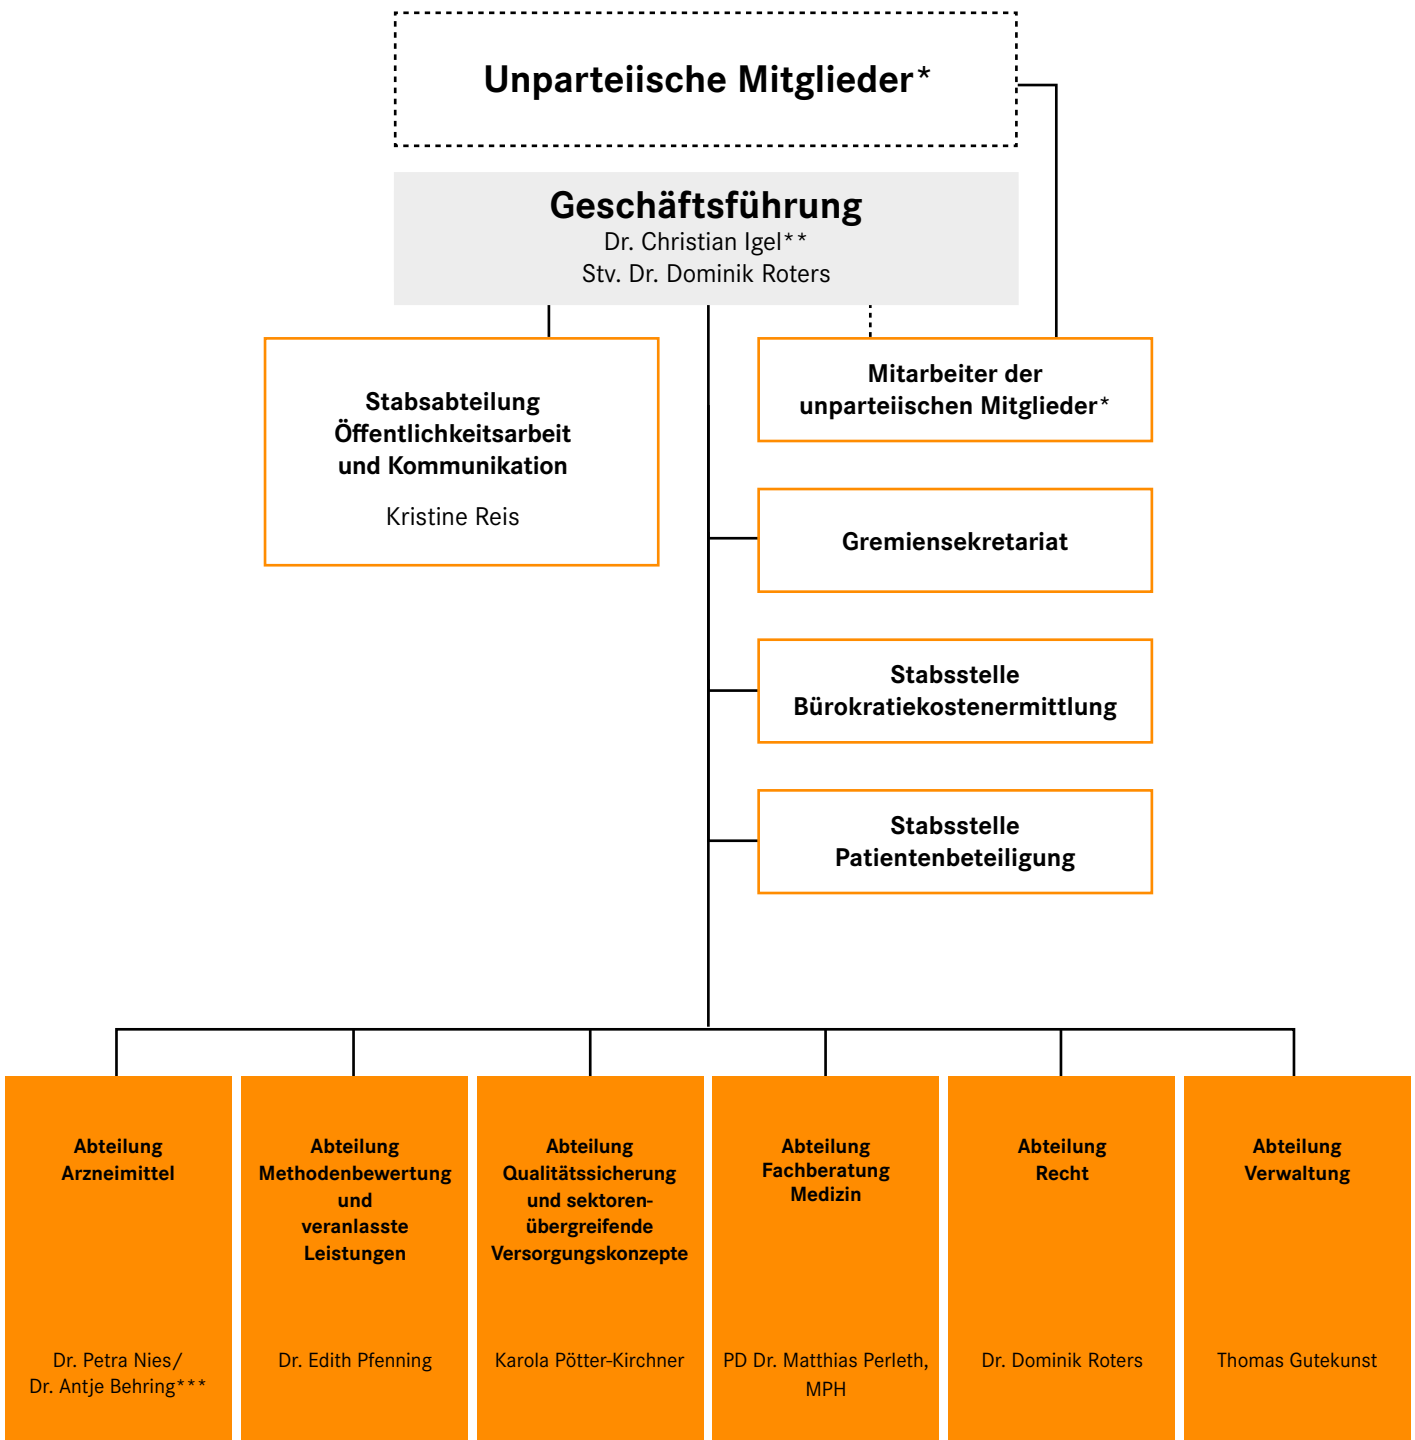 Unparteiische Mitglieder*
Geschäftsführung
Dr. Christian Igel**
Stv. Dr. Dominik Roters
Stabsabteilung
Öffentlichkeitsarbeit
und Kommunikation
Kristine Reis
Mitarbeiter der
unparteiischen Mitglieder*
Gremiensekretariat
Stabsstelle
Bürokratiekostenermittlung
Stabsstelle
Patientenbeteiligung
Abteilung
Arzneimittel
Dr. Petra Nies/
Dr. Antje Behring***
Abteilung
Methodenbewertung
und
veranlasste
Leistungen
Dr. Edith Pfenning
Abteilung
Qualitätssicherung
und sektoren-
übergreifende
Versorgungskonzepte
Karola Pötter-Kirchner
Abteilung
Fachberatung
Medizin
PD Dr. Matthias Perleth,
MPH
Abteilung
Recht
Dr. Dominik Roters
Abteilung
Verwaltung
Thomas Gutekunst